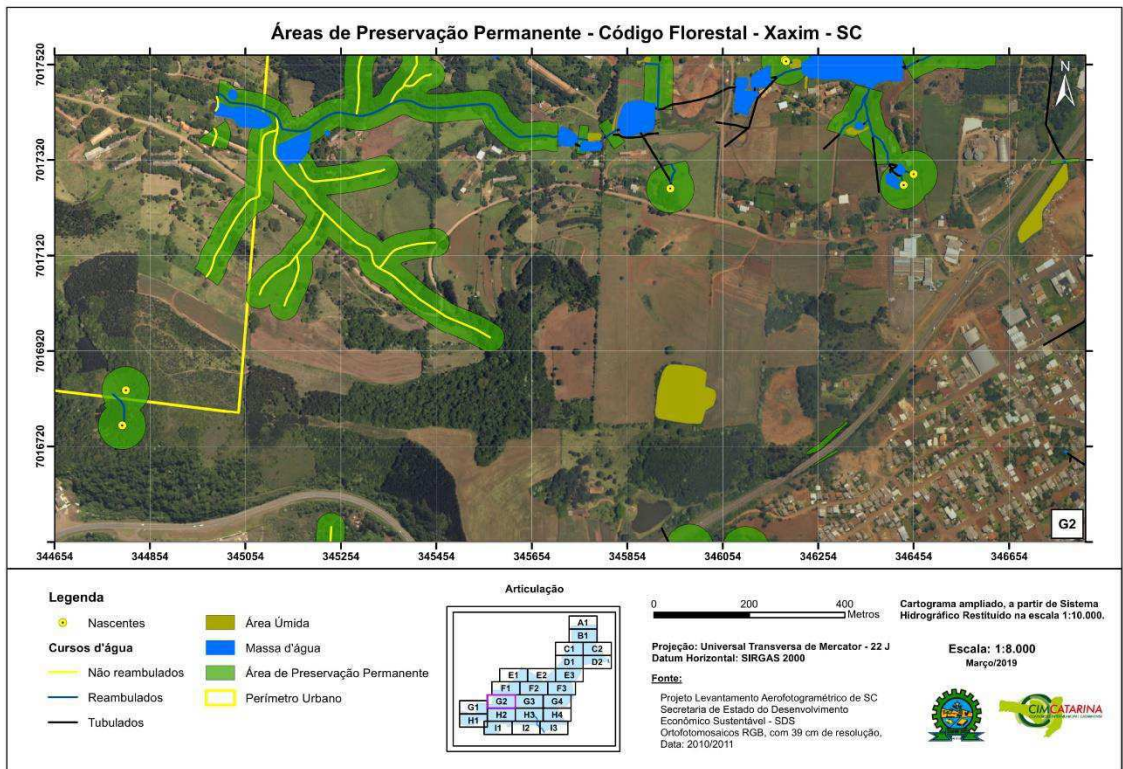 Áreas de Preservação Permanente - Código Florestal - Xaxim - SC
7017520
7017320
7017120
7016920
7016720
N
G2
344654 344854 345054 345254 345454 345654 345854 346054 346254 346454 346654
Legenda
Nascentes
Cursos d'água
Não reambulados
Reambulados
Tubulados
Área Úmida
Massa d'água
Área de Preservação Permanente
Perímetro Urbano
Articulação
A1
B1
C1 C2
D1 D2
E1 E2 E3
F1 F2 F3
G1 G2 G3 G4
H1 H2 H3 H4
I1 I2 I3
0 200 400
Metros
Projeção: Universal Transversa de Mercator - 22 J
Datum Horizontal: SIRGAS 2000
Fonte:
Projeto Levantamento Aerofotogramétrico de SC
Secretaria de Estado do Desenvolvimento
Econômico Sustentável - SDS
Ortofotomosaicos RGB, com 39 cm de resolução,
Data: 2010/2011
Cartograma ampliado, a partir de Sistema
Hidrográfico Restituído na escala 1:10.000.
Escala: 1:8.000
Março/2019
CIMCATARINA